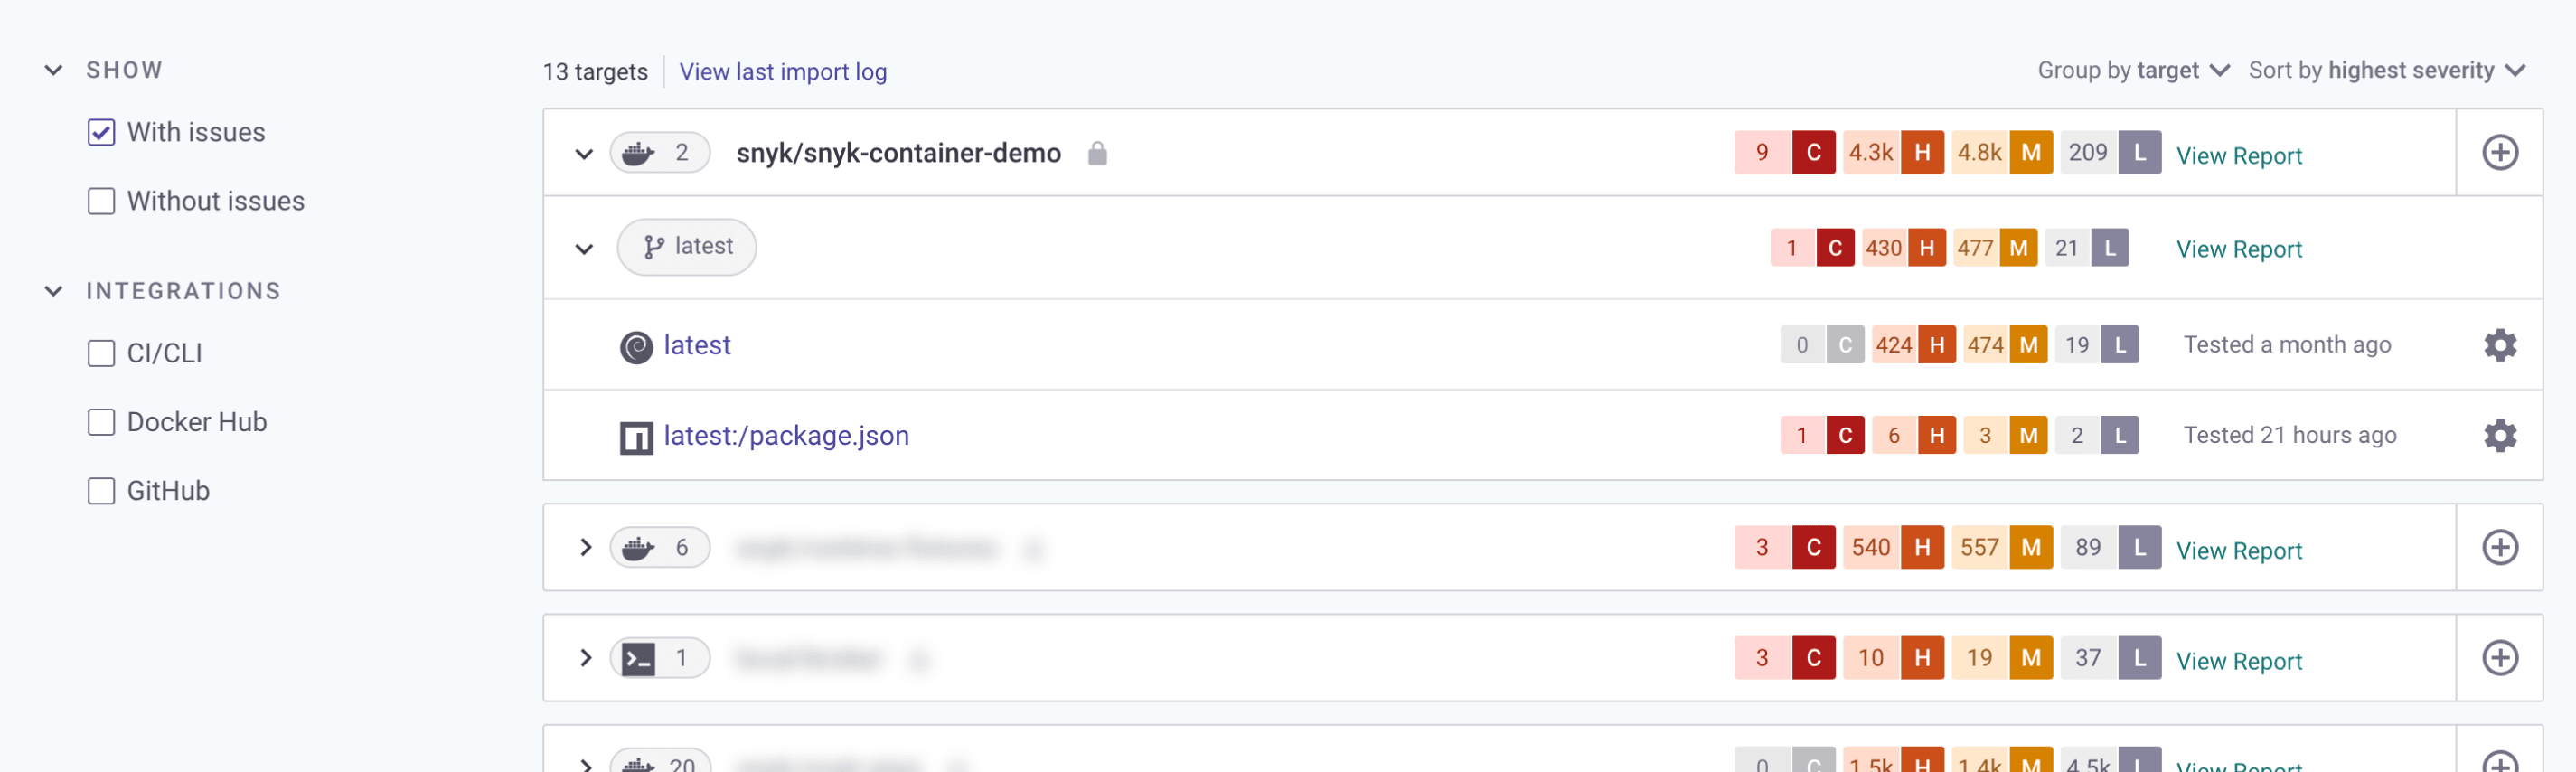 SHOW
With issues
Without issues
INTEGRATIONS
CI/CLI
Docker Hub
GitHub
13 targets View last import log
Group by target Sort by highest severity
2 snyk/snyk-container-demo 9 C 4.3k H 4.8k M 209 L View Report
latest 1 C 430 H 477 M 21 L View Report
latest 0 C 424 H 474 M 19 L Tested a month ago
latest:/package.json 1 C 6 H 3 M 2 L Tested 21 hours ago
6 3 C 540 H 557 M 89 L View Report
1 3 C 10 H 19 M 37 L View Report
20 0 C 1.5k H 1.4k M 4.5k L View Report